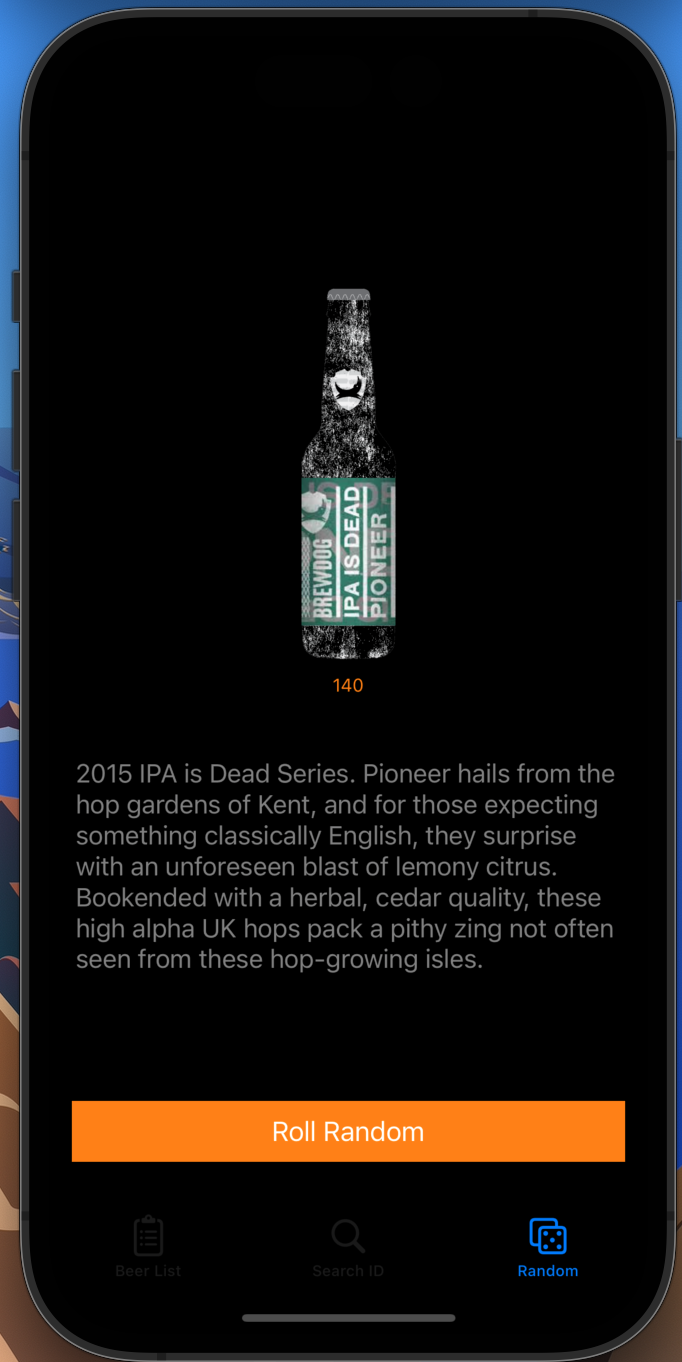 BREWDOG
IPA IS DEAD
PIONEER
140
2015 IPA is Dead Series. Pioneer hails from the
hop gardens of Kent, and for those expecting
something classically English, they surprise
with an unforeseen blast of lemony citrus.
Bookended with a herbal, cedar quality, these
high alpha UK hops pack a pithy zing not often
seen from these hop-growing isles.
Roll Random
Beer List
Search ID
Random